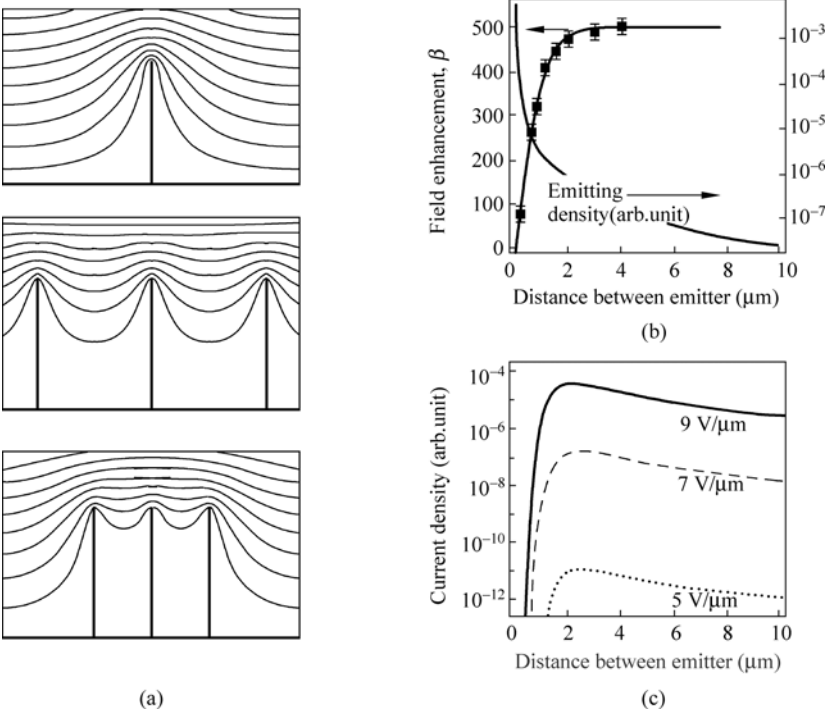 (a)
500
400
300
200
100
0
Field enhancement, β
10⁻³
10⁻⁴
10⁻⁵
10⁻⁶
10⁻⁷
Emitting
density(arb.unit)
0 2 4 6 8 10
Distance between emitter (μm)
(b)
10⁻⁴
10⁻⁶
10⁻⁸
10⁻¹⁰
10⁻¹²
Current density (arb.unit)
9 V/μm
7 V/μm
5 V/μm
0 2 4 6 8 10
Distance between emitter (μm)
(c)